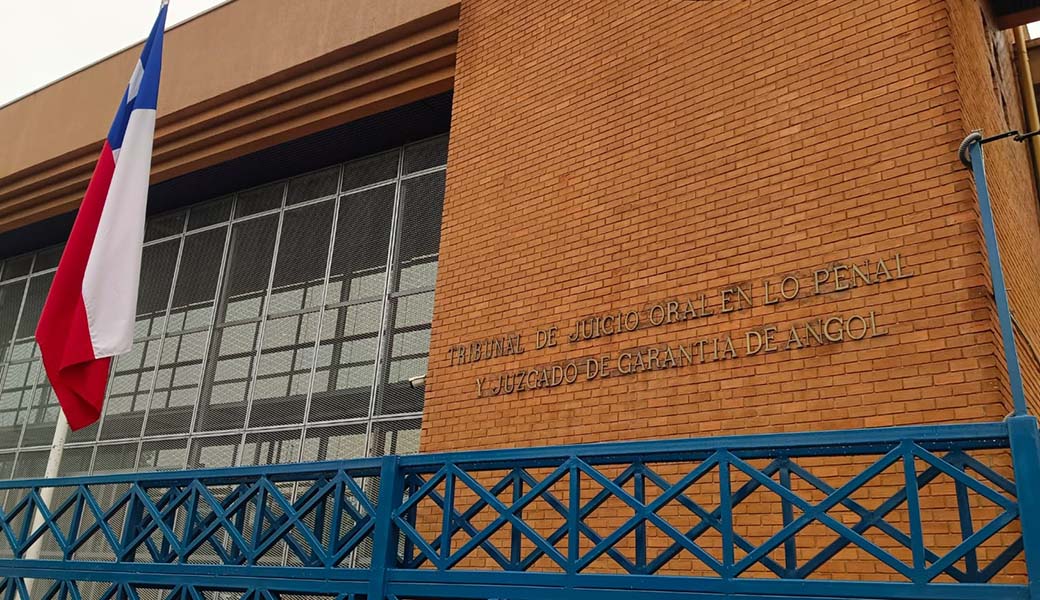 TRIBUNAL DE JUICIO ORAL EN LO PENAL
Y JUZGADO DE GARANTIA DE ANGOL